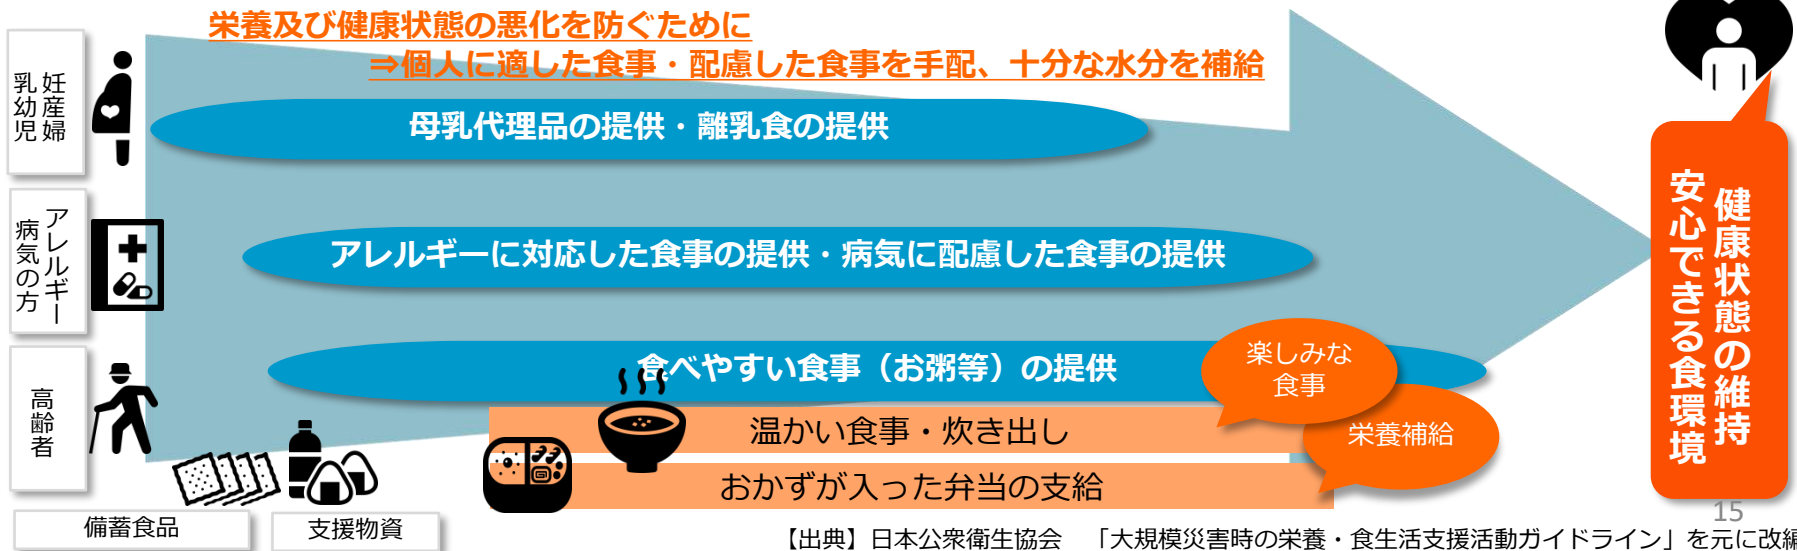 栄養及び健康状態の悪化を防ぐために
⇒個人に適した食事・配慮した食事を手配、十分な水分を補給
妊産婦
乳幼児
母乳代理品の提供・離乳食の提供
アレルギー
病気の方
アレルギーに対応した食事の提供・病気に配慮した食事の提供
高齢者
食べやすい食事（お粥等）の提供
楽しみな
食事
温かい食事・炊き出し
栄養補給
おかずが入った弁当の支給
備蓄食品
支援物資
健康状態の維持
安心できる食環境
15
【出典】日本公衆衛生協会　「大規模災害時の栄養・食生活支援活動ガイドライン」を元に改編